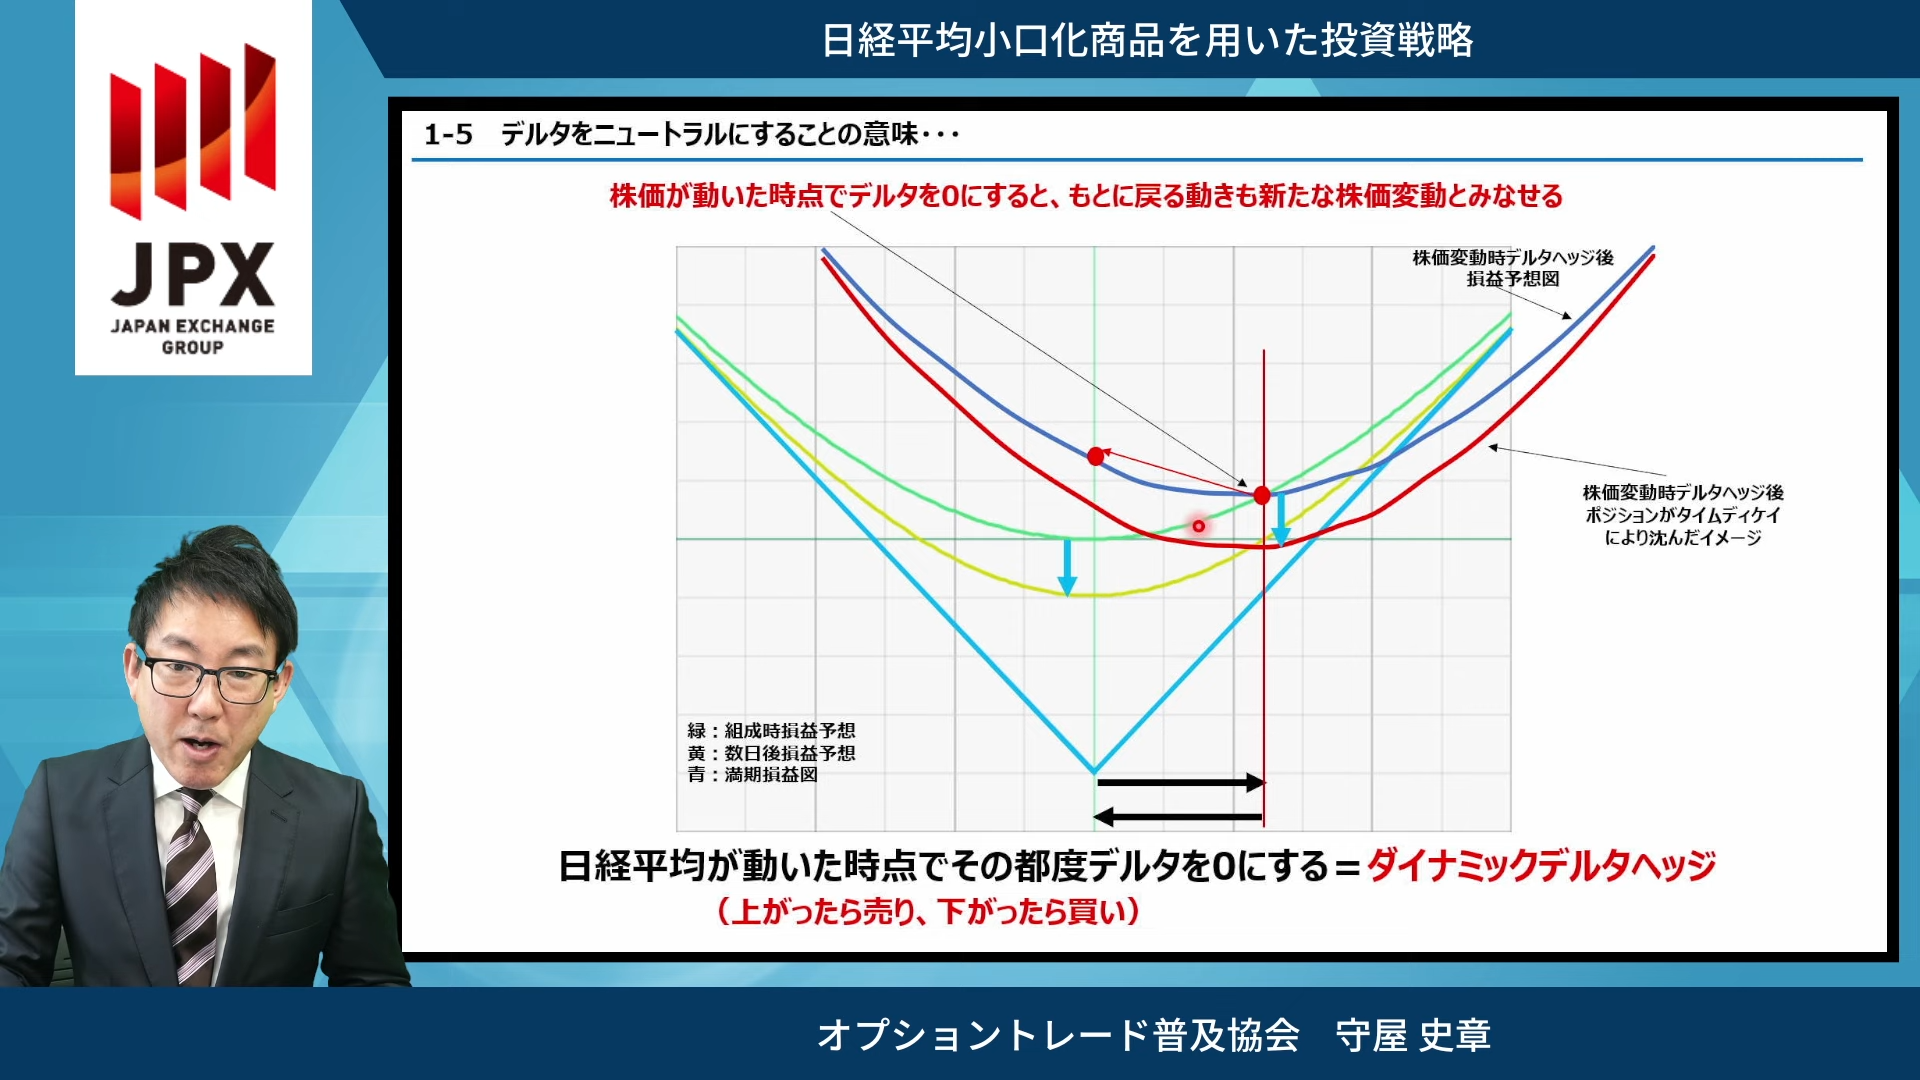 日経平均小口化商品を用いた投資戦略
JPX
JAPAN EXCHANGE
GROUP
1-5 デルタをニュートラルにすることの意味・・・
株価が動いた時点でデルタを0にすると、もとに戻る動きも新たな株価変動とみなせる
株価変動時デルタヘッジ後
損益予想図
株価変動時デルタヘッジ後
ポジションがタイムディケイ
により沈んだイメージ
緑：組成時損益予想
黄：数日後損益予想
青：満期損益図
日経平均が動いた時点でその都度デルタを0にする＝ダイナミックデルタヘッジ
（上がったら売り、下がったら買い）
オプショントレード普及協会 守屋 史章